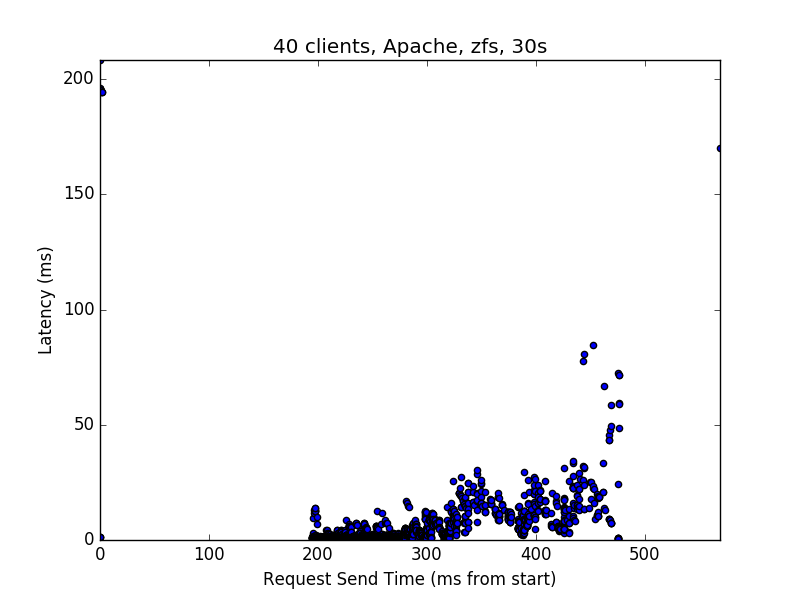 40 clients, Apache, zfs, 30s
200
150
100
50
0
Latency (ms)
0 100 200 300 400 500
Request Send Time (ms from start)